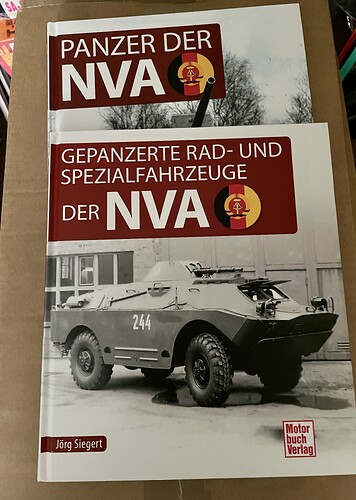 PANZER DER
NVA
GEPANZERTE RAD- UND
SPEZIALFAHRZEUGE
DER NVA
244
Jörg Siegert
Motor
buch
Verlag